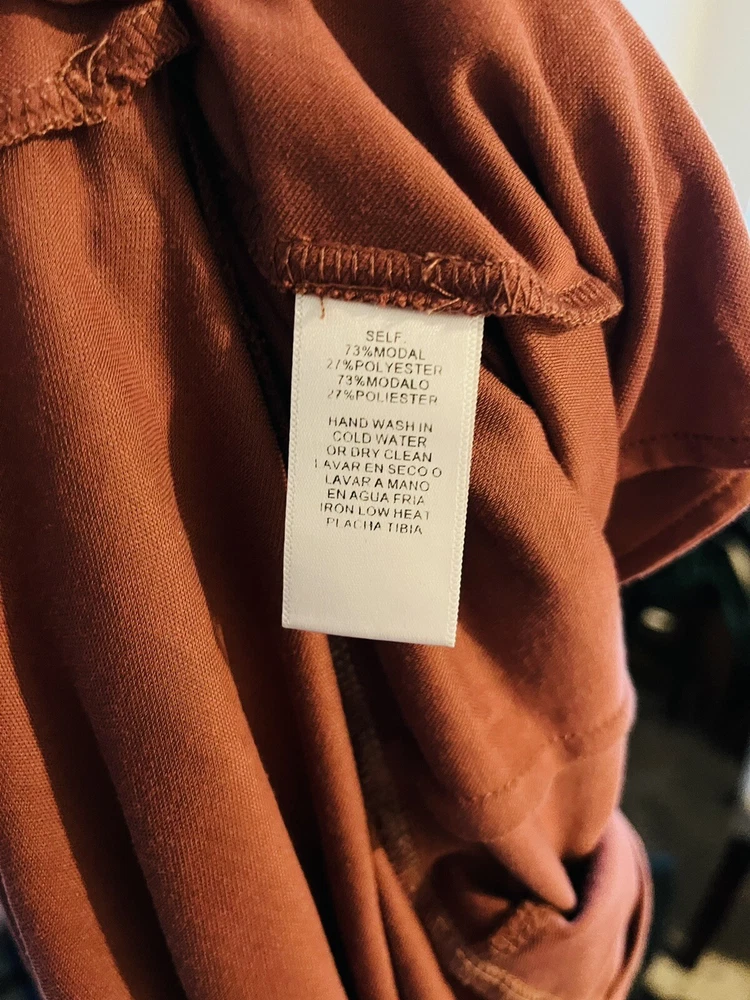 SELF.
73%MODAL
27%POLYESTER
73%MODALO
27%POLIESTER
HAND WASH IN
COLD WATER
OR DRY CLEAN
LAVAR EN SECO O
LAVAR A MANO
EN AGUA FRIA
IRON LOW HEAT
PLACHA TIBIA